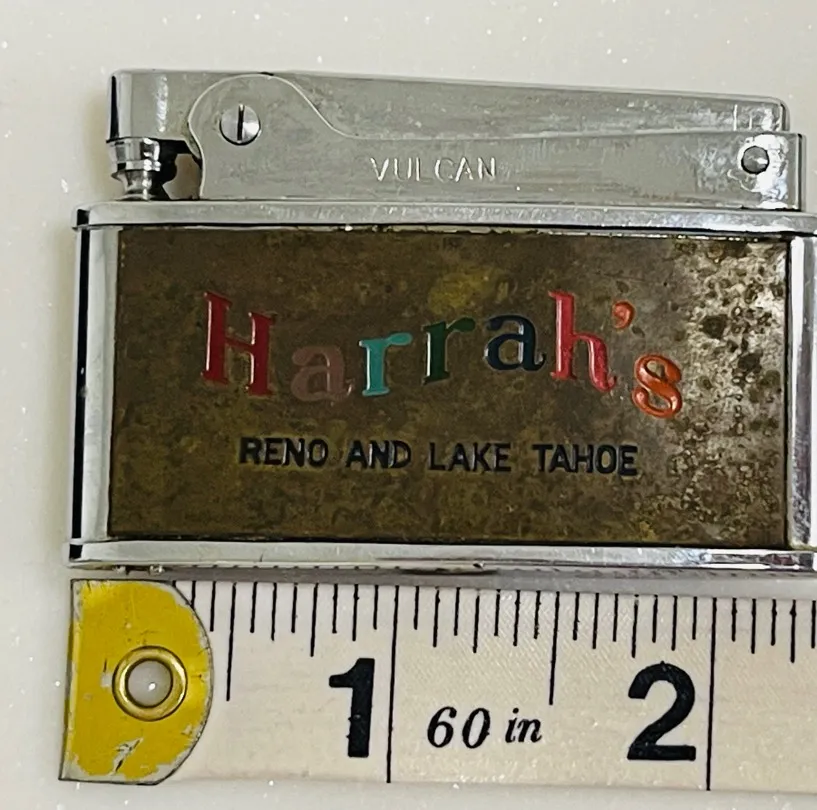 VULCAN
Harrah's
RENO AND LAKE TAHOE
1 60 in 2